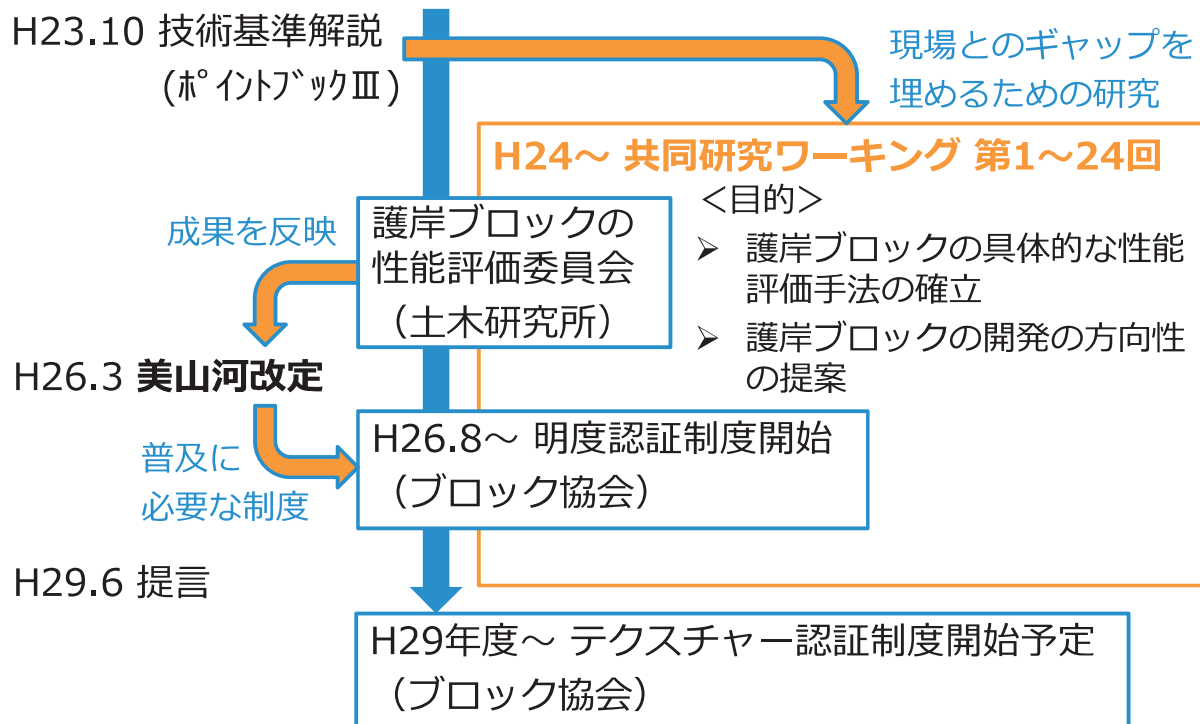 H23.10 技術基準解説
(ﾎﾟｲﾝﾄﾌﾞｯｸⅢ)
現場とのギャップを
埋めるための研究
H24～ 共同研究ワーキング 第1～24回
＜目的＞
➢ 護岸ブロックの具体的な性能
評価手法の確立
➢ 護岸ブロックの開発の方向性
の提案
成果を反映
護岸ブロックの
性能評価委員会
（土木研究所）
H26.3 美山河改定
普及に
必要な制度
H26.8～ 明度認証制度開始
（ブロック協会）
H29.6 提言
H29年度～ テクスチャー認証制度開始予定
（ブロック協会）